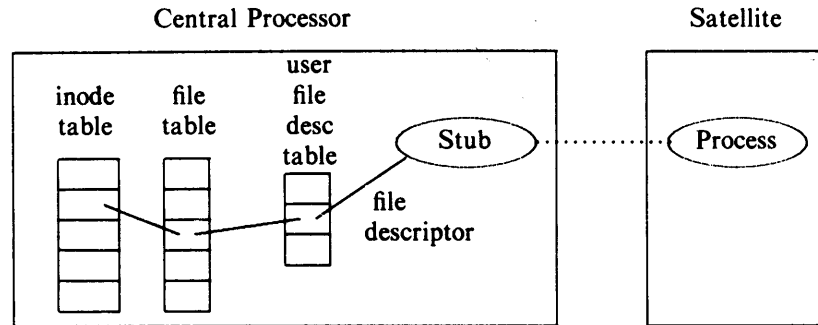 Central Processor
Satellite
inode
table
file
table
user
file
desc
table
Stub
Process
file
descriptor